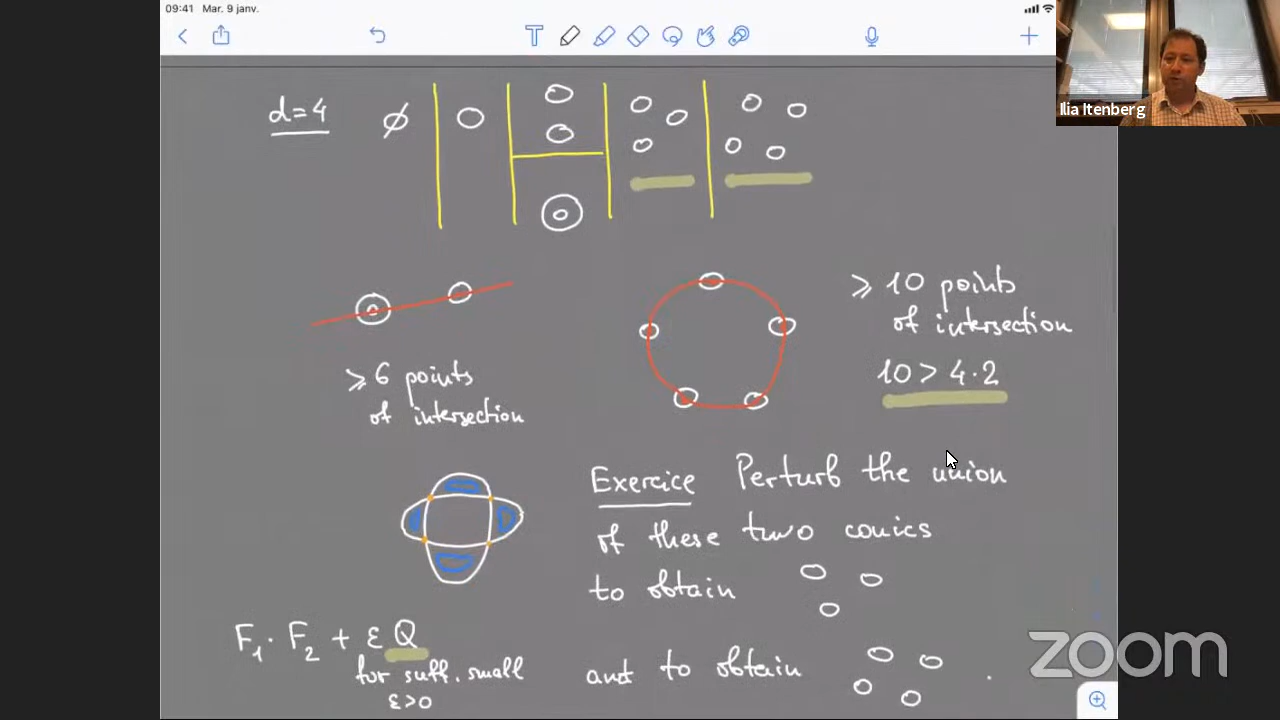 09:41 Mar. 9 janv.
Ilia Itenberg
d=4 ∅
⩾ 10 points
of intersection
10 > 4·2
⩾ 6 points
of intersection
Exercice Perturb the union
of these two conics
to obtain
F₁ · F₂ + ε Q
for suff. small
ε>0
and to obtain .
zoom